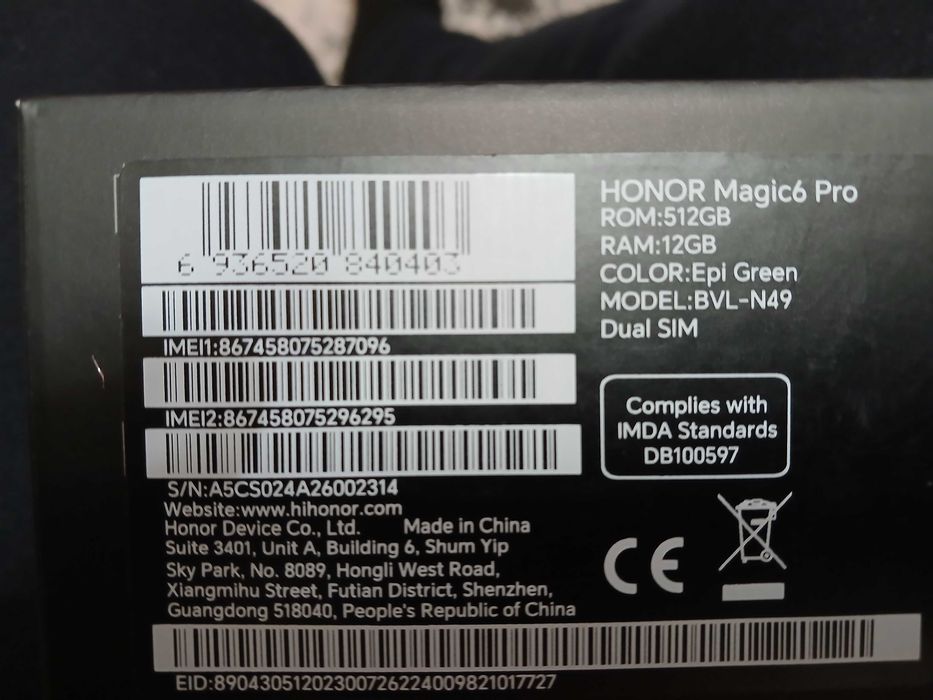 6 936520 840403
IMEI1:867458075287096
IMEI2:867458075296295
S/N:A5CS024A26002314
Website:www.hihonor.com
Honor Device Co., Ltd. Made in China
Suite 3401, Unit A, Building 6, Shum Yip
Sky Park, No. 8089, Hongli West Road,
Xiangmihu Street, Futian District, Shenzhen,
Guangdong 518040, People's Republic of China
EID:89043051202300726224009821017727
HONOR Magic6 Pro
ROM:512GB
RAM:12GB
COLOR:Epi Green
MODEL:BVL-N49
Dual SIM
Complies with
IMDA Standards
DB100597
CE